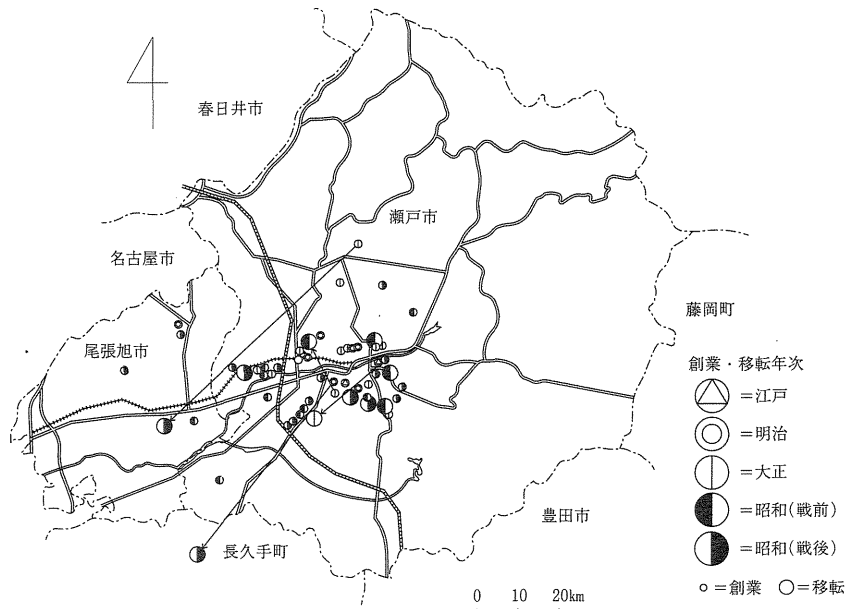 春日井市
瀬戸市
名古屋市
藤岡町
尾張旭市
創業・移転年次
=江戸
=明治
=大正
=昭和(戦前)
=昭和(戦後)
=創業 =移転
豊田市
長久手町
0 10 20km